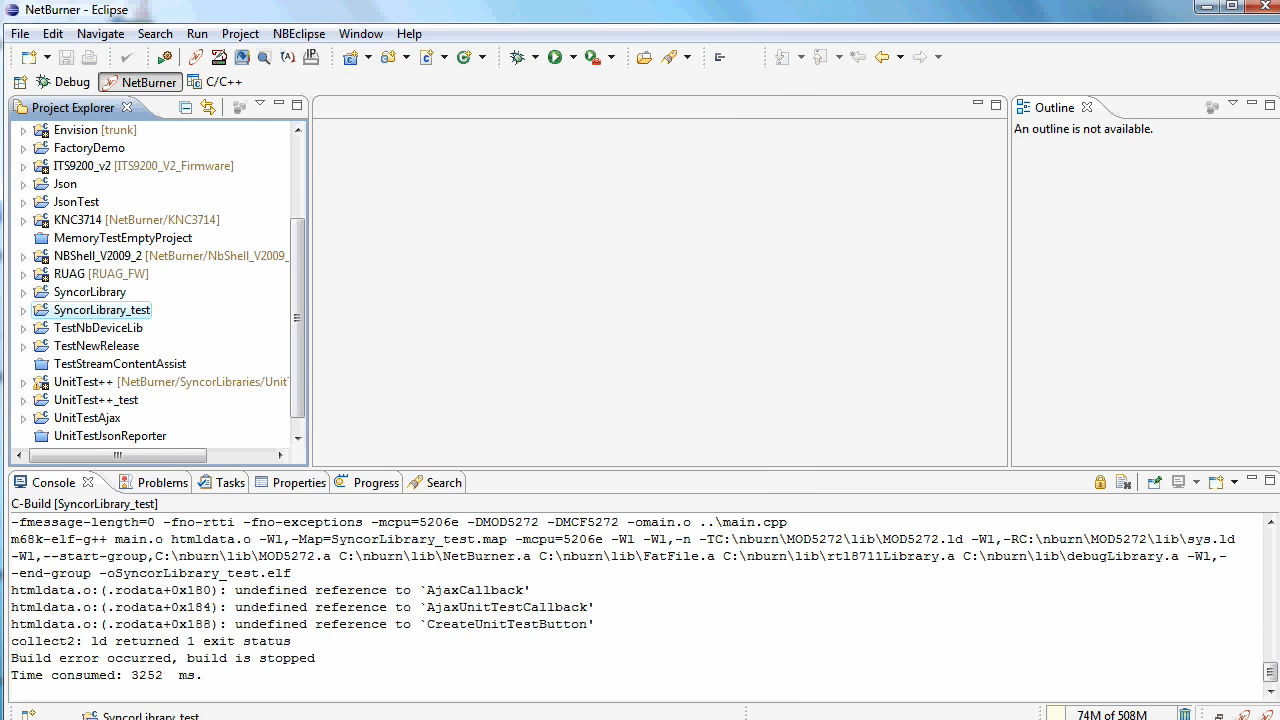 NetBurner - Eclipse
File Edit Navigate Search Run Project NBEclipse Window Help
Debug NetBurner C/C++
Project Explorer
Envision [trunk]
FactoryDemo
ITS9200_v2 [ITS9200_V2_Firmware]
Json
JsonTest
KNC3714 [NetBurner/KNC3714]
MemoryTestEmptyProject
NBShell_V2009_2 [NetBurner/NbShell_V2009_
RUAG [RUAG_FW]
SyncorLibrary
SyncorLibrary_test
TestNbDeviceLib
TestNewRelease
TestStreamContentAssist
UnitTest++ [NetBurner/SyncorLibraries/Unit
UnitTest++_test
UnitTestAjax
UnitTestJsonReporter
Outline
An outline is not available.
Console Problems Tasks Properties Progress Search
C-Build [SyncorLibrary_test]
-fmessage-length=0 -fno-rtti -fno-exceptions -mcpu=5206e -DMOD5272 -DMCF5272 -omain.o ..\main.cpp
m68k-elf-g++ main.o htmldata.o -Wl,-Map=SyncorLibrary_test.map -mcpu=5206e -Wl -Wl,-n -TC:\nburn\MOD5272\lib\MOD5272.ld -Wl,-RC:\nburn\MOD5272\lib\sys.ld
-Wl,--start-group,C:\nburn\lib\MOD5272.a C:\nburn\lib\NetBurner.a C:\nburn\lib\FatFile.a C:\nburn\lib\rtl8711Library.a C:\nburn\lib\debugLibrary.a -Wl,-
-end-group -oSyncorLibrary_test.elf
htmldata.o:(.rodata+0x180): undefined reference to `AjaxCallback'
htmldata.o:(.rodata+0x184): undefined reference to `AjaxUnitTestCallback'
htmldata.o:(.rodata+0x188): undefined reference to `CreateUnitTestButton'
collect2: ld returned 1 exit status
Build error occurred, build is stopped
Time consumed: 3252  ms.
SyncorLibrary_test
74M of 508M